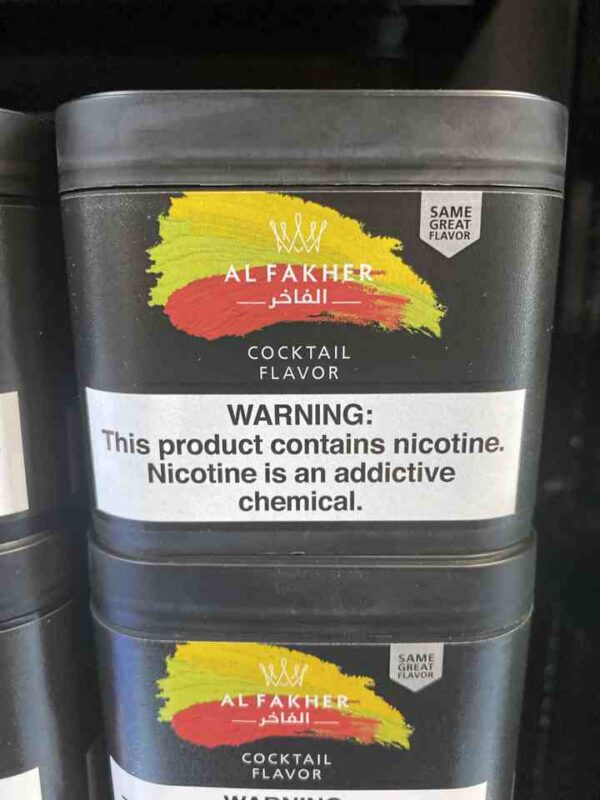 SAME
GREAT
FLAVOR
AL FAKHER
الفاخر
COCKTAIL
FLAVOR
WARNING:
This product contains nicotine.
Nicotine is an addictive
chemical.
SAME
GREAT
FLAVOR
AL FAKHER
الفاخر
COCKTAIL
FLAVOR
WARNING